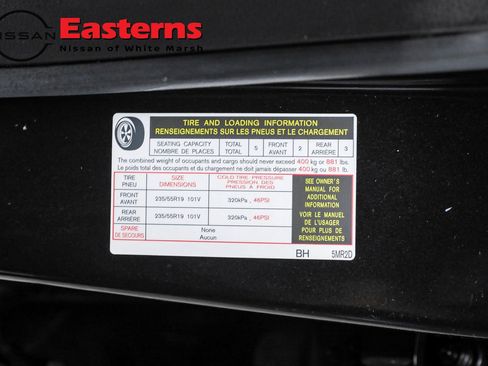 NISSAN
Easterns
Nissan of White Marsh
TIRE AND LOADING INFORMATION
RENSEIGNEMENTS SUR LES PNEUS ET LE CHARGEMENT
SEATING CAPACITY TOTAL 5 FRONT 2 REAR 3
NOMBRE DE PLACES TOTAL AVANT ARRIÈRE
The combined weight of occupants and cargo should never exceed 400 kg or 881 lbs.
Le poids total des occupants et du chargement ne doit jamais dépasser 400 kg ou 881 lb.
TIRE SIZE COLD TIRE PRESSURE
PNEU DIMENSIONS PRESSION DES PNEUS À FROID
FRONT
AVANT 235/55R19 101V 320kPa , 46PSI
REAR
ARRIÈRE 235/55R19 101V 320kPa , 46PSI
SPARE None
DE SECOURS Aucun
SEE OWNER'S
MANUAL FOR
ADDITIONAL
INFORMATION
VOIR LE MANUEL
DE L'USAGER
POUR PLUS DE
RENSEIGNEMENTS
BH 5MR2D